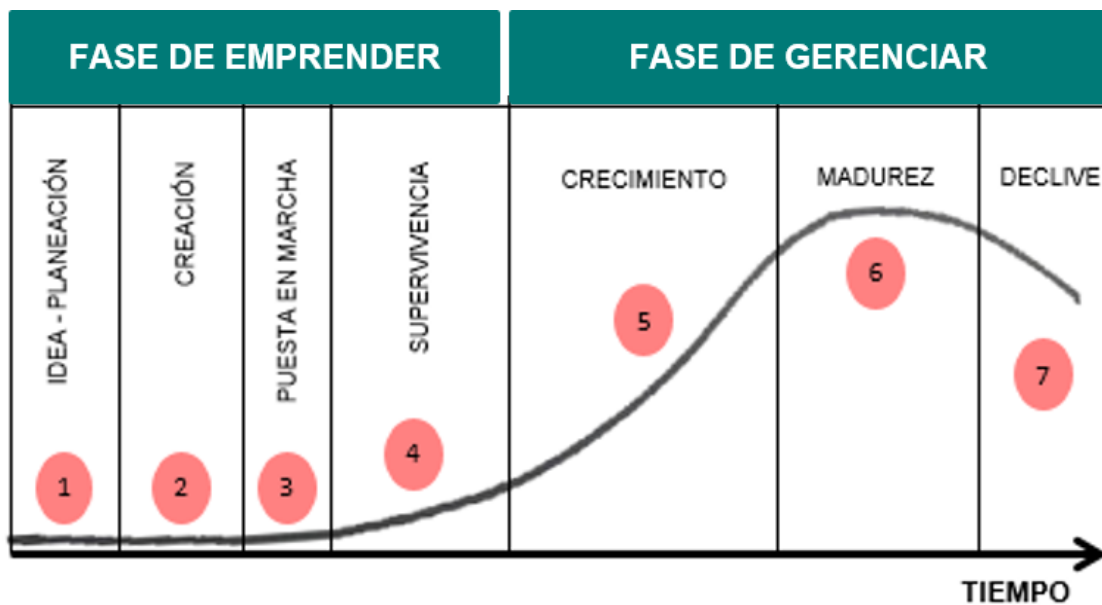 FASE DE EMPRENDER
FASE DE GERENCIAR
IDEA - PLANEACIÓN
CREACIÓN
PUESTA EN MARCHA
SUPERVIVENCIA
CRECIMIENTO
MADUREZ
DECLIVE
1
2
3
4
5
6
7
TIEMPO